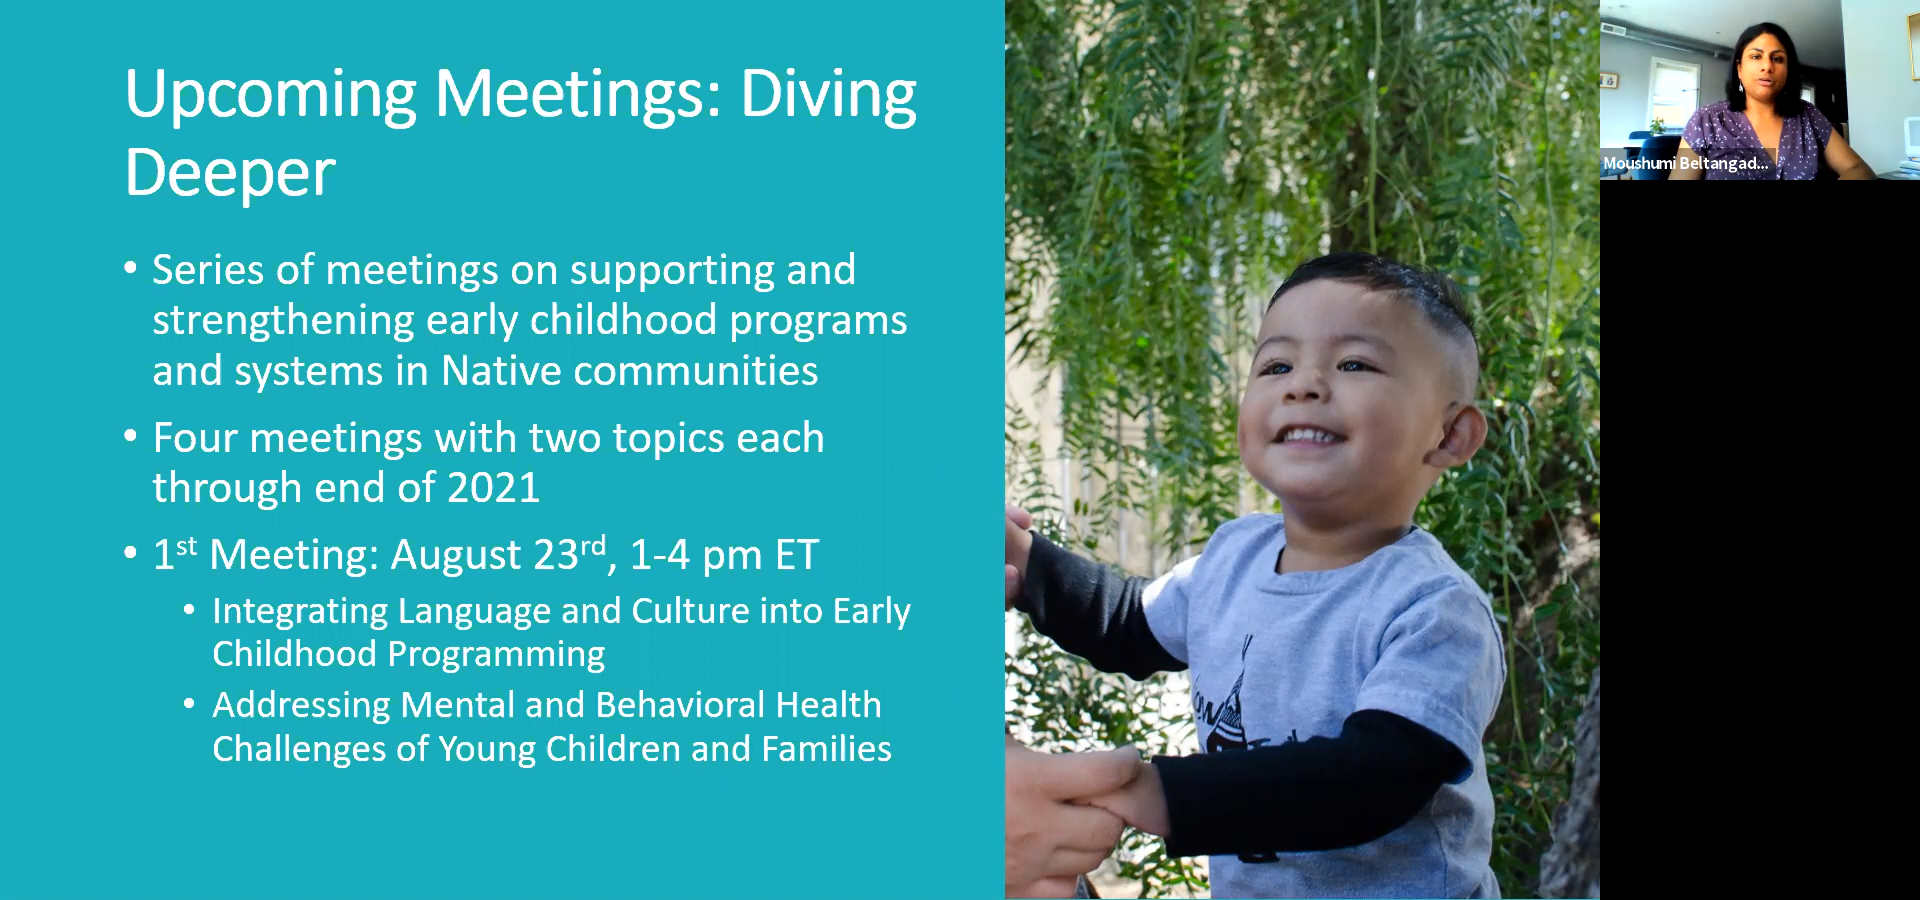 Upcoming Meetings: Diving
Deeper
• Series of meetings on supporting and
strengthening early childhood programs
and systems in Native communities
• Four meetings with two topics each
through end of 2021
• 1st Meeting: August 23rd, 1-4 pm ET
• Integrating Language and Culture into Early
Childhood Programming
• Addressing Mental and Behavioral Health
Challenges of Young Children and Families
Moushumi Beltangad...